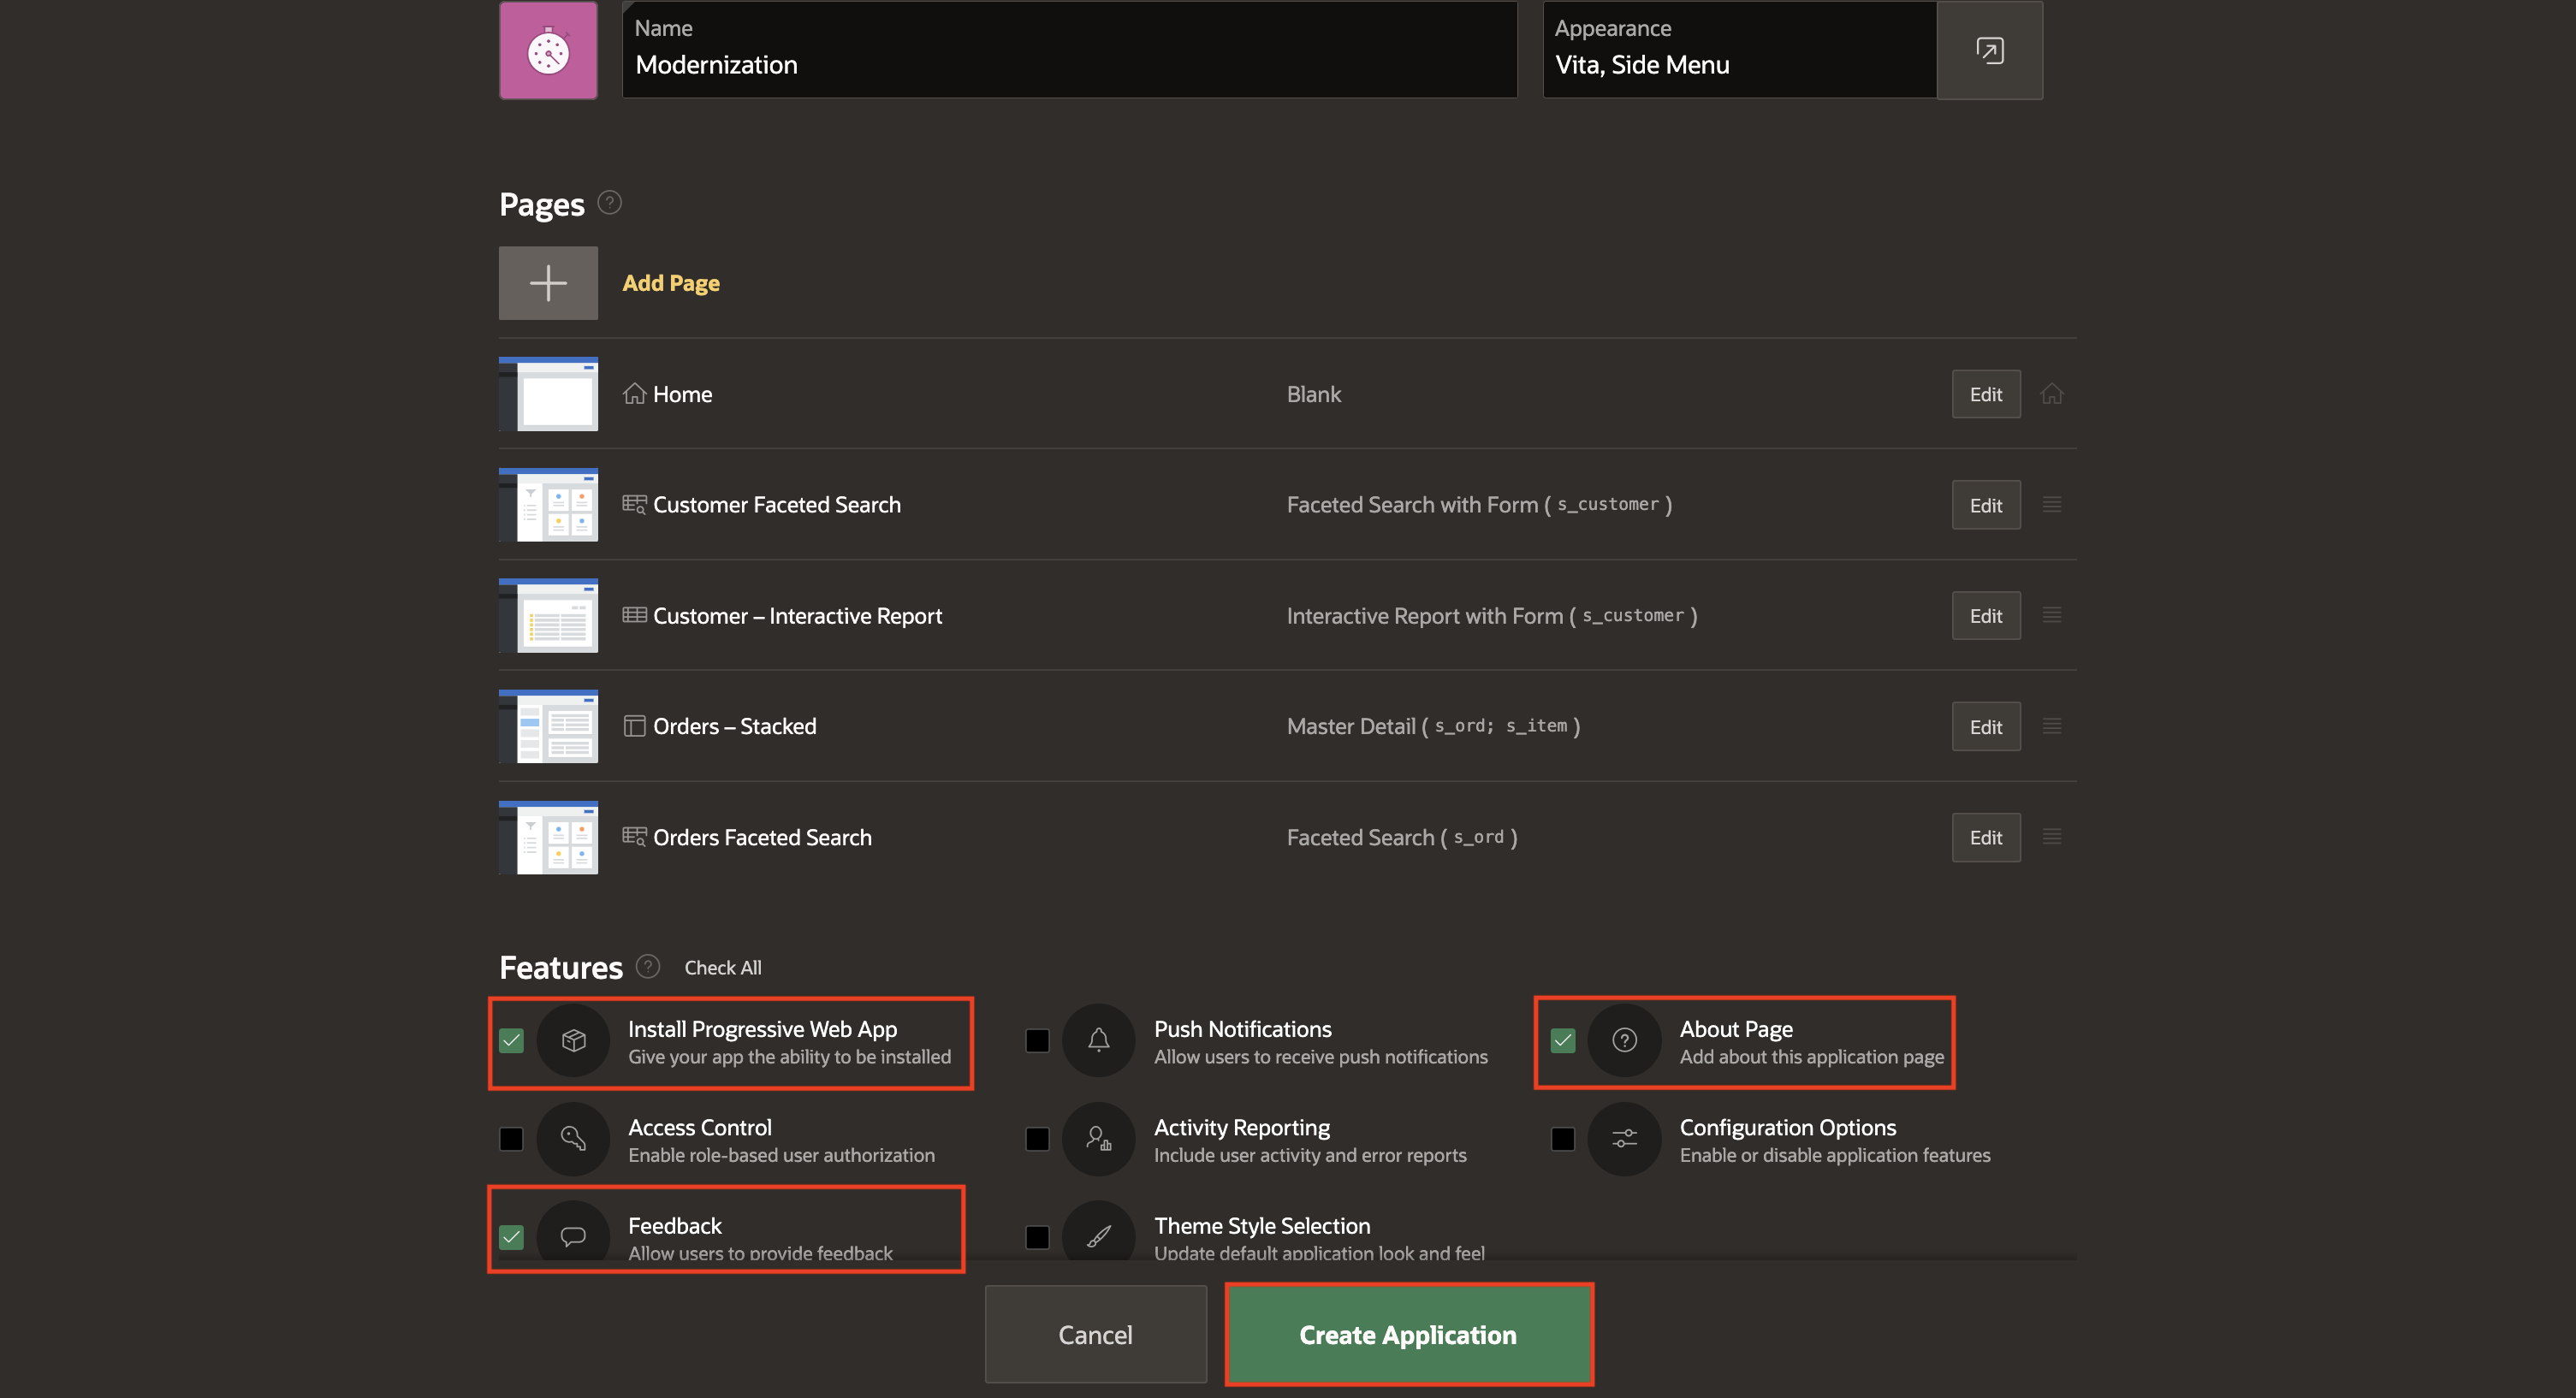 Name
Modernization
Appearance
Vita, Side Menu
Pages ?
Add Page
Home Blank Edit
Customer Faceted Search Faceted Search with Form ( s_customer ) Edit
Customer – Interactive Report Interactive Report with Form ( s_customer ) Edit
Orders – Stacked Master Detail ( s_ord; s_item ) Edit
Orders Faceted Search Faceted Search ( s_ord ) Edit
Features ? Check All
Install Progressive Web App
Give your app the ability to be installed
Push Notifications
Allow users to receive push notifications
? About Page
Add about this application page
Access Control
Enable role-based user authorization
Activity Reporting
Include user activity and error reports
Configuration Options
Enable or disable application features
Feedback
Allow users to provide feedback
Theme Style Selection
Update default application look and feel
Cancel
Create Application